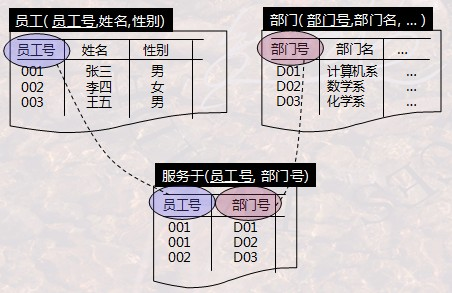 员工(员工号,姓名,性别)
员工号 姓名 性别
001 张三 男
002 李四 女
003 王五 男
部门(部门号,部门名, ... )
部门号 部门名 ...
D01 计算机系 ...
D02 数学系 ...
D03 化学系 ...
服务于(员工号, 部门号)
员工号 部门号
001 D01
001 D02
002 D03